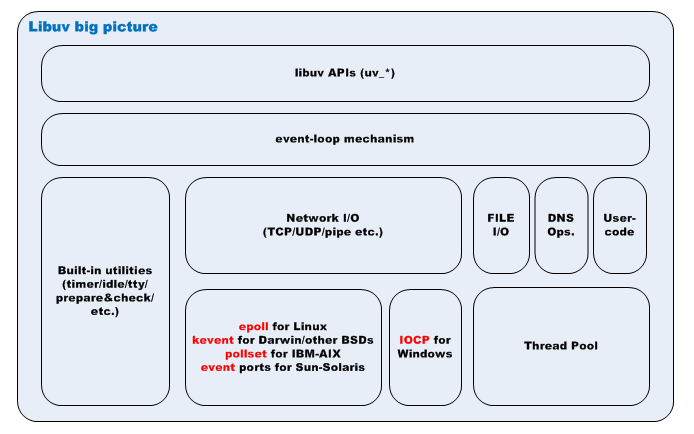 Libuv big picture
libuv APIs (uv_*)
event-loop mechanism
Built-in utilities
(timer/idle/tty/
prepare&check/
etc.)
Network I/O
(TCP/UDP/pipe etc.)
FILE
I/O
DNS
Ops.
User-
code
epoll for Linux
kevent for Darwin/other BSDs
pollset for IBM-AIX
event ports for Sun-Solaris
IOCP for
Windows
Thread Pool